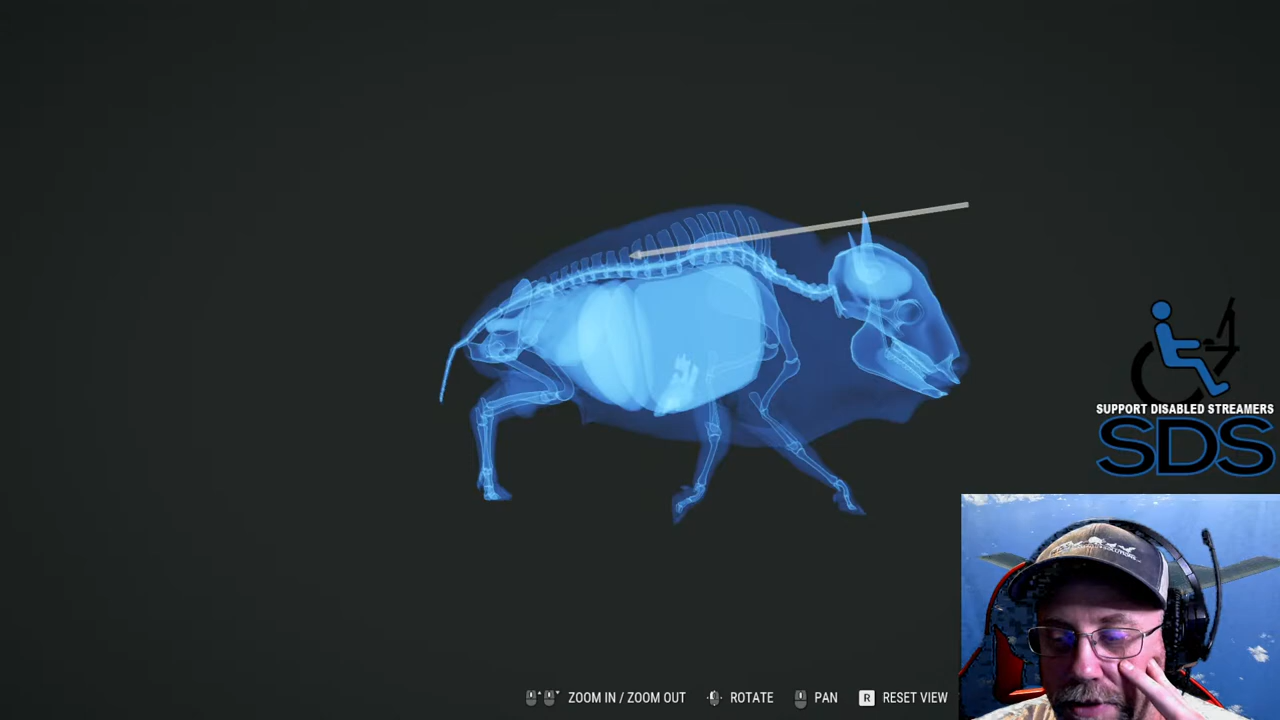 SUPPORT DISABLED STREAMERS
SDS
ZOOM IN / ZOOM OUT
ROTATE
PAN
R
RESET VIEW